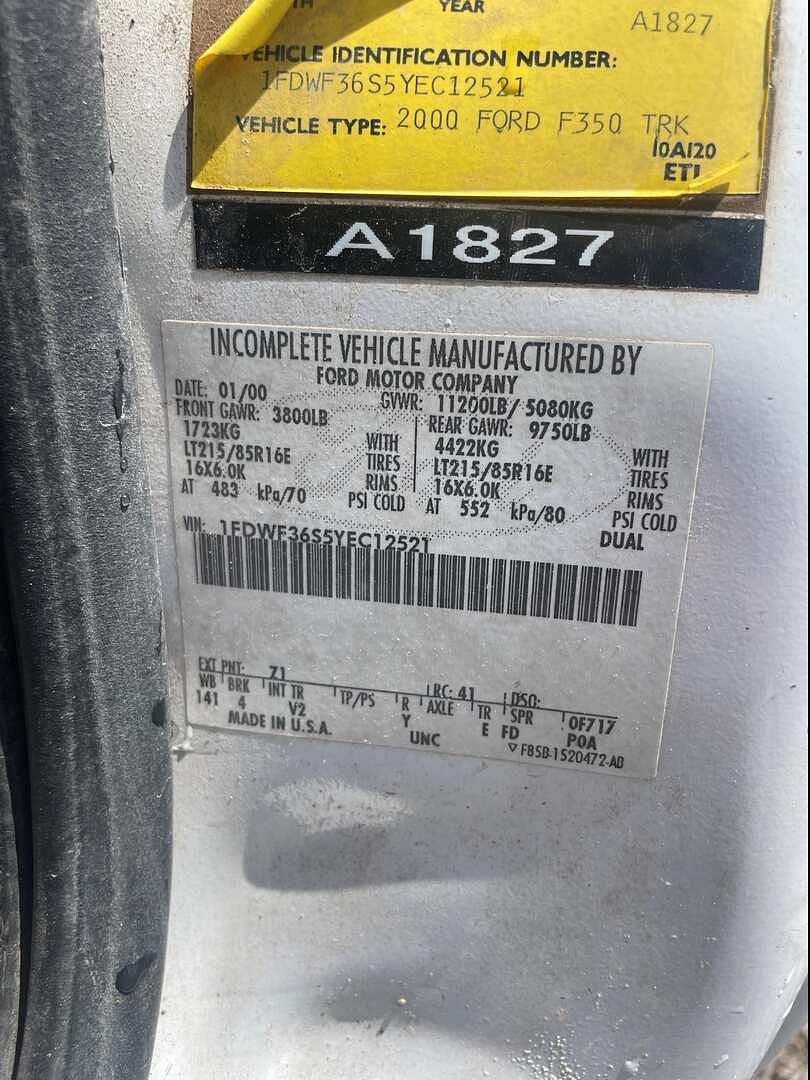 YEAR
A1827
VEHICLE IDENTIFICATION NUMBER:
1FDWF36S5YEC12521
VEHICLE TYPE: 2000 FORD F350 TRK
10A120
ETI
A1827
INCOMPLETE VEHICLE MANUFACTURED BY
FORD MOTOR COMPANY
DATE: 01/00 GVWR: 11200LB/ 5080KG
FRONT GAWR: 3800LB REAR GAWR: 9750LB
1723KG WITH 4422KG WITH
LT215/85R16E TIRES LT215/85R16E TIRES
16X6.0K RIMS 16X6.0K RIMS
AT 483 kPa/70 PSI COLD AT 552 kPa/80 PSI COLD
DUAL
VIN: 1FDWF36S5YEC12521
EXT PNT: Z1 RC: 41 DSO:
WB BRK INT TR TP/PS R AXLE TR SPR 0F717
141 4 V2 Y E FD POA
MADE IN U.S.A. UNC
▽ F85B-1520472-AB